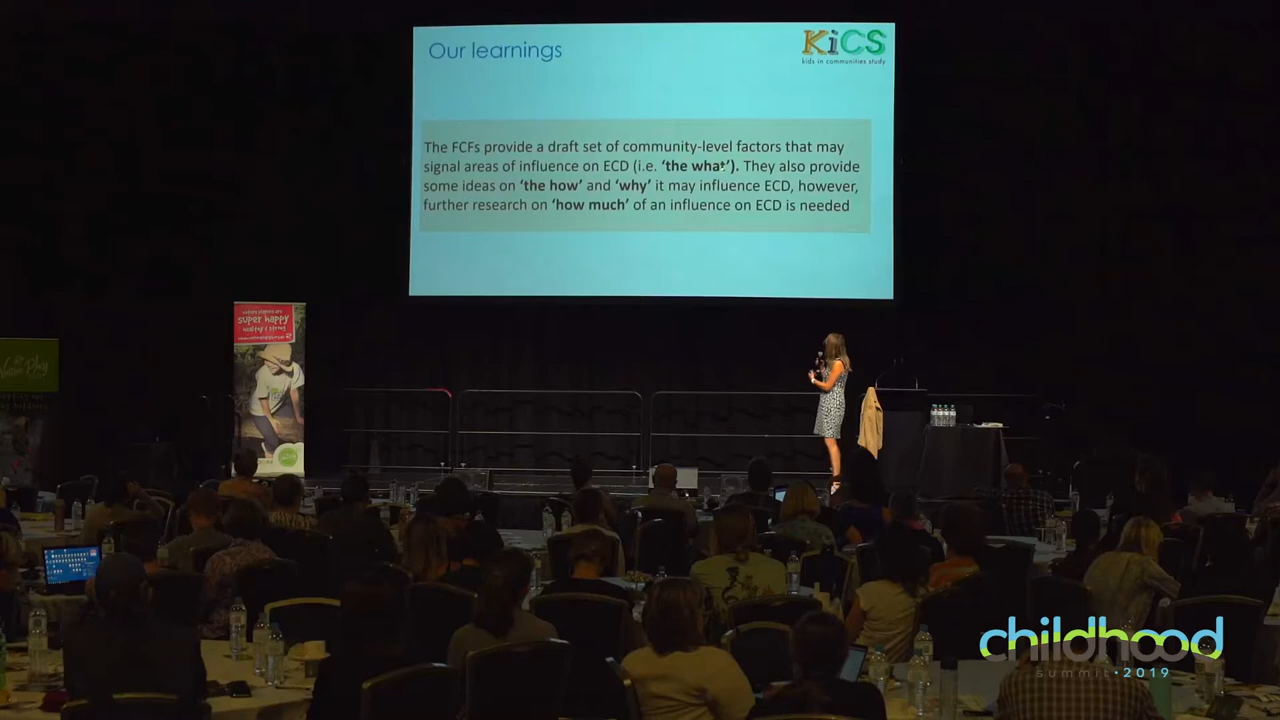 Our learnings
KiCS
kids in communities study
The FCFs provide a draft set of community-level factors that may
signal areas of influence on ECD (i.e. ‘the what’). They also provide
some ideas on ‘the how’ and ‘why’ it may influence ECD, however,
further research on ‘how much’ of an influence on ECD is needed
super happy
healthy & strong
childhood
summit•2019